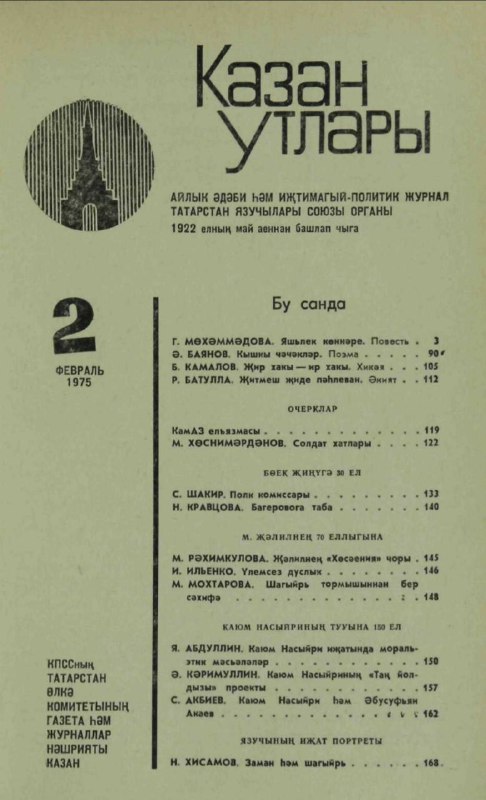 Казан
утлары
АЙЛЫК ӘДӘБИ ҺӘМ ИҖТИМАГЫЙ-ПОЛИТИК ЖУРНАЛ
ТАТАРСТАН ЯЗУЧЫЛАРЫ СОЮЗЫ ОРГАНЫ
1922 елның май аеннан башлап чыга
2
ФЕВРАЛЬ
1975
Бу санда
Г. МӨХӘММӘДОВА. Яшьлек көннәре. Повесть . 3
Ә. БАЯНОВ. Кышкы чәчәкләр. Поэма . . . . . 90
Б. КАМАЛОВ. Җир хакы — ир хакы. Хикәя . . . 105
Р. БАТУЛЛА. Җитмеш җиде пәһлеван. Әкият . . 112
ОЧЕРКЛАР
КамАЗ елъязмасы . . . . . . . . . . . . 119
М. ХӨСНИМӘРДӘНОВ. Солдат хатлары . . . . 122
БӨЕК ҖИҢҮГӘ 30 ЕЛ
С. ШАКИР. Полк комиссары . . . . . . . . 133
Н. КРАВЦОВА. Багеровога таба . . . . . . . 140
М. ҖӘЛИЛНЕҢ 70 ЕЛЛЫГЫНА
М. РӘХИМКУЛОВА. Җәлилнең «Хөсәения» чоры . 145
И. ИЛЬЕНКО. Үлемсез дуслык . . . . . . . . 146
М. МОХТАРОВА. Шагыйрь тормышыннан бер
сәхифә . . . . . . . . . . . . . 148
КАЮМ НАСЫЙРИНЫҢ ТУУЫНА 150 ЕЛ
Я. АБДУЛЛИН. Каюм Насыйри иҗатында мораль-
этик мәсьәләләр . . . . . . . . . . . 150
Ә. КӘРИМУЛЛИН. Каюм Насыйриның «Таң йол-
дызы» проекты . . . . . . . . . . . . 157
С. АКБИЕВ. Каюм Насыйри һәм Әбусуфьян
Акаев . . . . . . . . . . . . . . 162
ЯЗУЧЫНЫҢ ИҖАТ ПОРТРЕТЫ
Н. ХИСАМОВ. Заман һәм шагыйрь . . . . . . 168
КПССның
ТАТАРСТАН
ӨЛКӘ
КОМИТЕТЫНЫҢ
ГАЗЕТА ҺӘМ
ЖУРНАЛЛАР
НӘШРИЯТЫ
КАЗАН